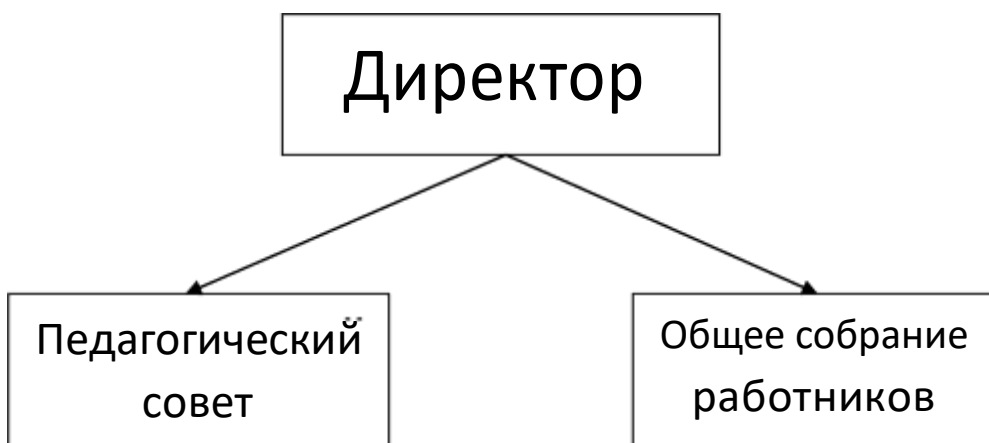 Директор
Педагогический
совет
Общее собрание
работников